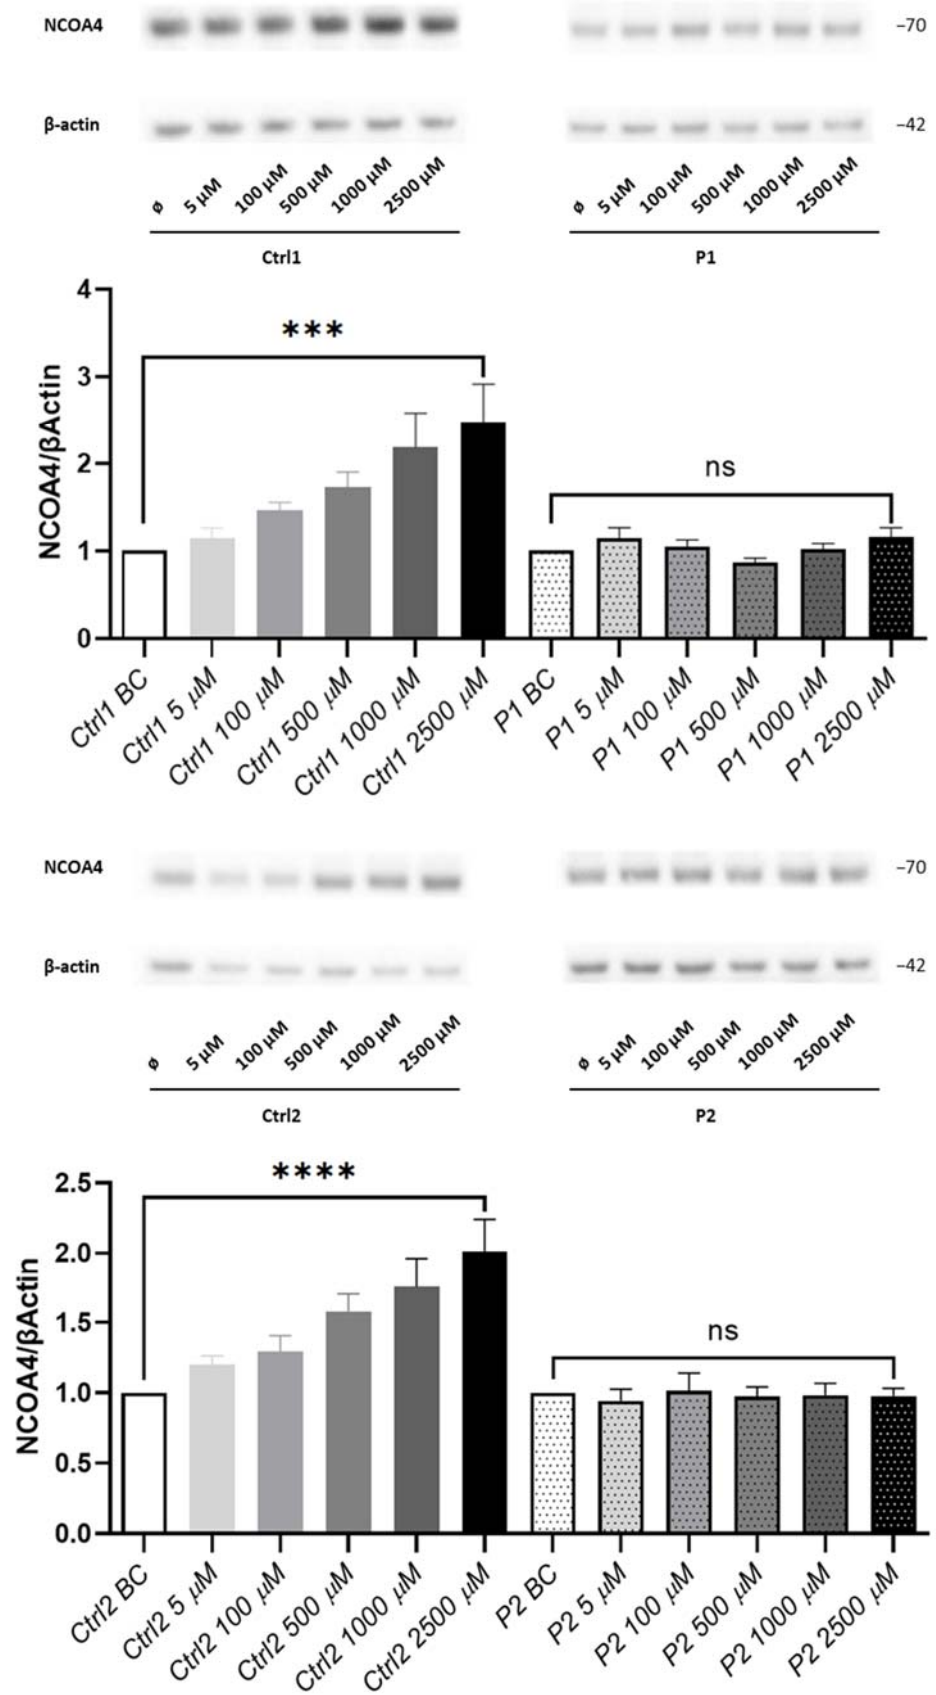 NCOA4 –70
β-actin –42
ø 5 µM 100 µM 500 µM 1000 µM 2500 µM ø 5 µM 100 µM 500 µM 1000 µM 2500 µM
Ctrl1 P1
4
***
3
ns
2
1
0
NCOA4/βActin
Ctrl1 BC Ctrl1 5 µM Ctrl1 100 µM Ctrl1 500 µM Ctrl1 1000 µM Ctrl1 2500 µM P1 BC P1 5 µM P1 100 µM P1 500 µM P1 1000 µM P1 2500 µM
NCOA4 –70
β-actin –42
ø 5 µM 100 µM 500 µM 1000 µM 2500 µM ø 5 µM 100 µM 500 µM 1000 µM 2500 µM
Ctrl2 P2
****
2.5
2.0
ns
1.5
1.0
0.5
0.0
NCOA4/βActin
Ctrl2 BC Ctrl2 5 µM Ctrl2 100 µM Ctrl2 500 µM Ctrl2 1000 µM Ctrl2 2500 µM P2 BC P2 5 µM P2 100 µM P2 500 µM P2 1000 µM P2 2500 µM